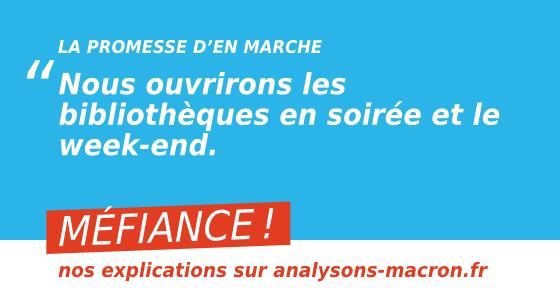 LA PROMESSE D’EN MARCHE
“ Nous ouvrirons les
bibliothèques en soirée et le
week-end.
MÉFIANCE !
nos explications sur analysons-macron.fr